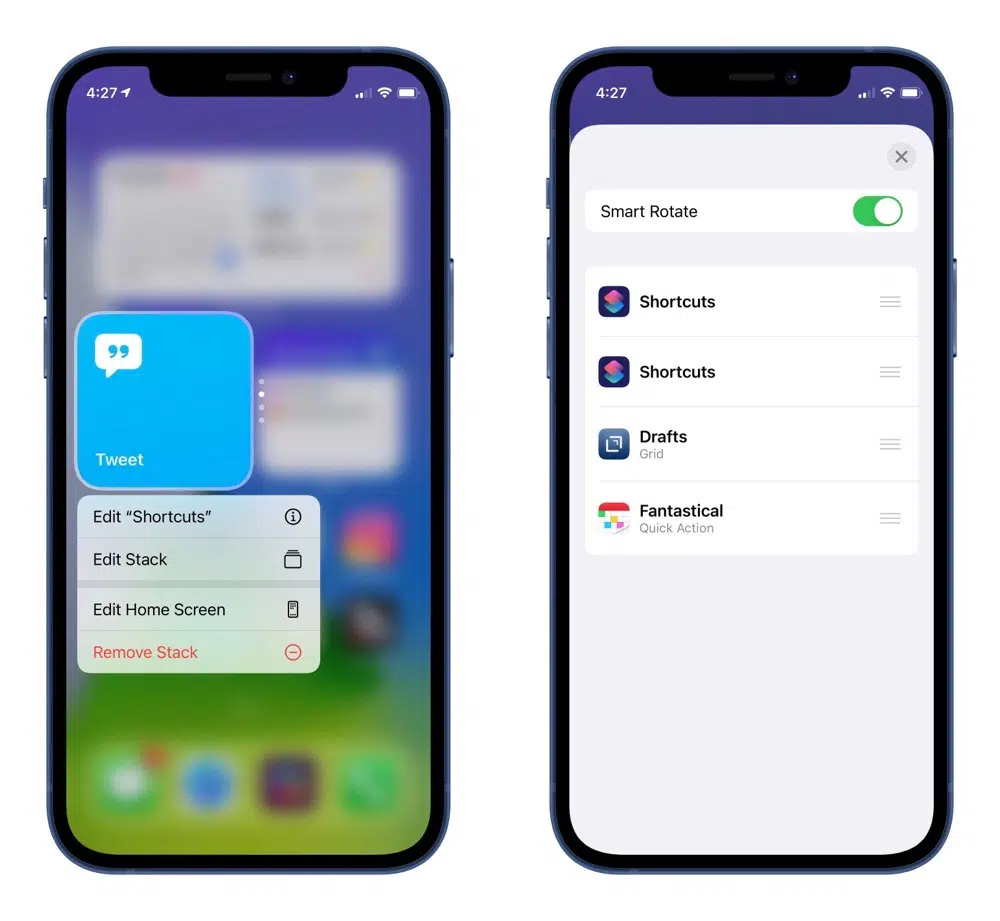 4:27
Tweet
Edit “Shortcuts”
Edit Stack
Edit Home Screen
Remove Stack
4:27
Smart Rotate
Shortcuts
Shortcuts
Drafts
Grid
Fantastical
Quick Action